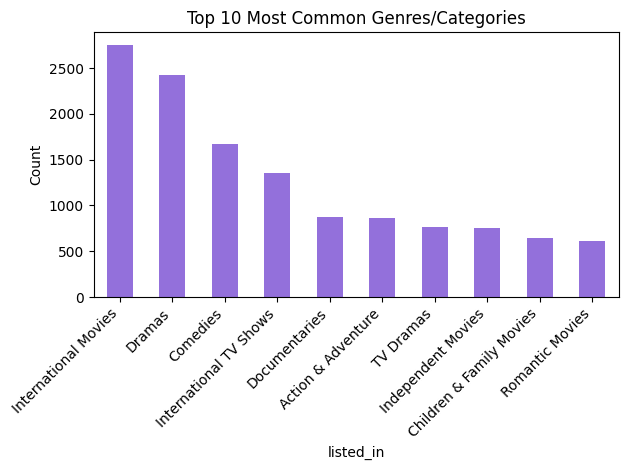 Top 10 Most Common Genres/Categories
Count
2500
2000
1500
1000
500
0
International Movies
Dramas
Comedies
International TV Shows
Documentaries
Action & Adventure
TV Dramas
Independent Movies
Children & Family Movies
Romantic Movies
listed_in